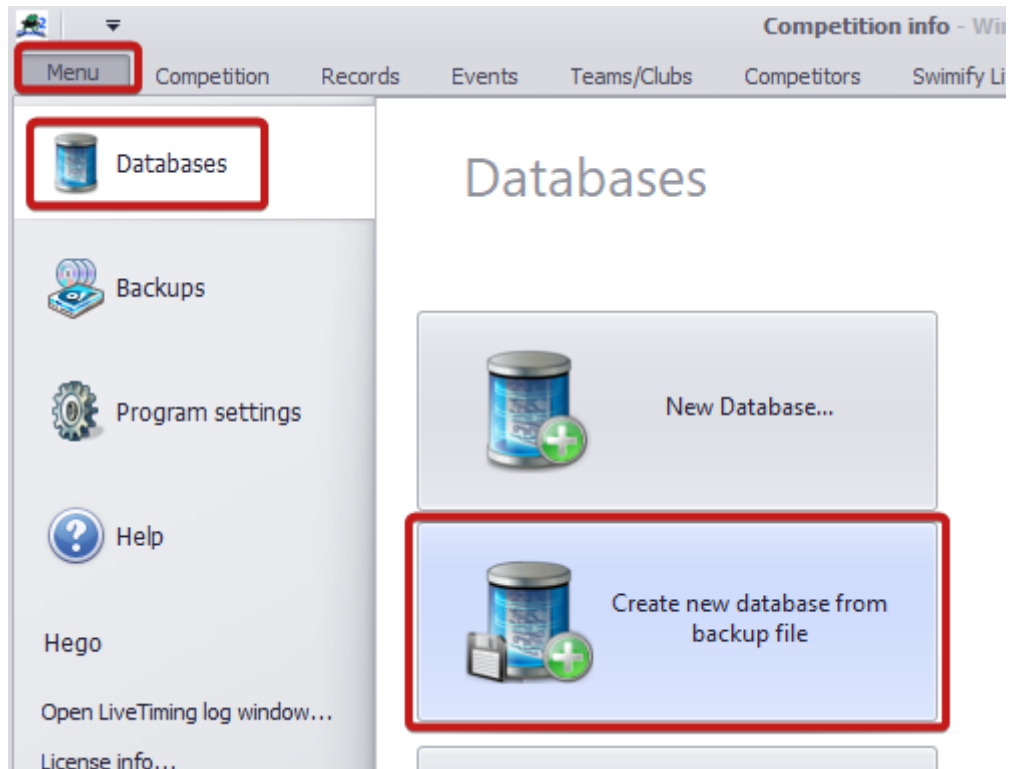 Competition info - Wi
Menu
Competition
Records
Events
Teams/Clubs
Competitors
Swimify Li
Databases
Databases
Backups
Program settings
Help
Hego
Open LiveTiming log window...
License info...
New Database...
Create new database from
backup file